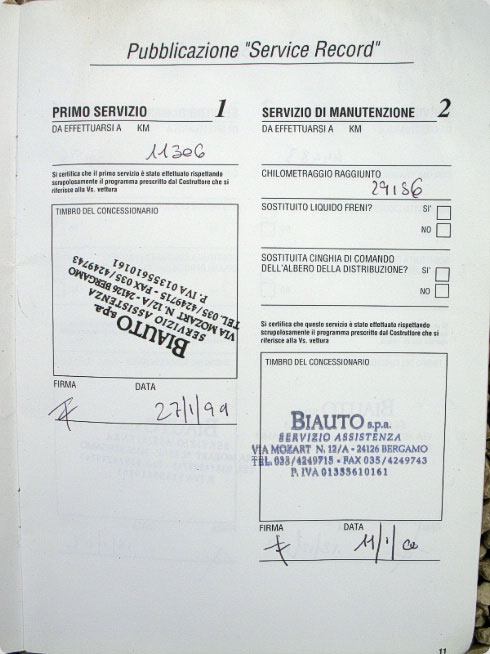 Pubblicazione "Service Record"
PRIMO SERVIZIO 1
DA EFFETTUARSI A KM
11306
Si certifica che il primo servizio è stato effettuato rispettando
scrupolosamente il programma prescritto dal Costruttore che si
riferisce alla Vs. vettura
TIMBRO DEL CONCESSIONARIO
BIAUTO s.p.a.
SERVIZIO ASSISTENZA
VIA MOZART N. 12/A - 24126 BERGAMO
TEL. 035/4249715 - FAX 035/4249743
P. IVA 01355610161
FIRMA DATA
27/1/99
SERVIZIO DI MANUTENZIONE 2
DA EFFETTUARSI A KM
CHILOMETRAGGIO RAGGIUNTO
29186
SOSTITUITO LIQUIDO FRENI? SI'
NO
SOSTITUITA CINGHIA DI COMANDO
DELL'ALBERO DELLA DISTRIBUZIONE? SI'
NO
Si certifica che questo servizio è stato effettuato rispettando
scrupolosamente il programma prescritto dal Costruttore che si
riferisce alla Vs. vettura
TIMBRO DEL CONCESSIONARIO
BIAUTO s.p.a.
SERVIZIO ASSISTENZA
VIA MOZART N. 12/A - 24126 BERGAMO
TEL. 035/4249715 - FAX 035/4249743
P. IVA 01355610161
FIRMA DATA
11/1/00
11